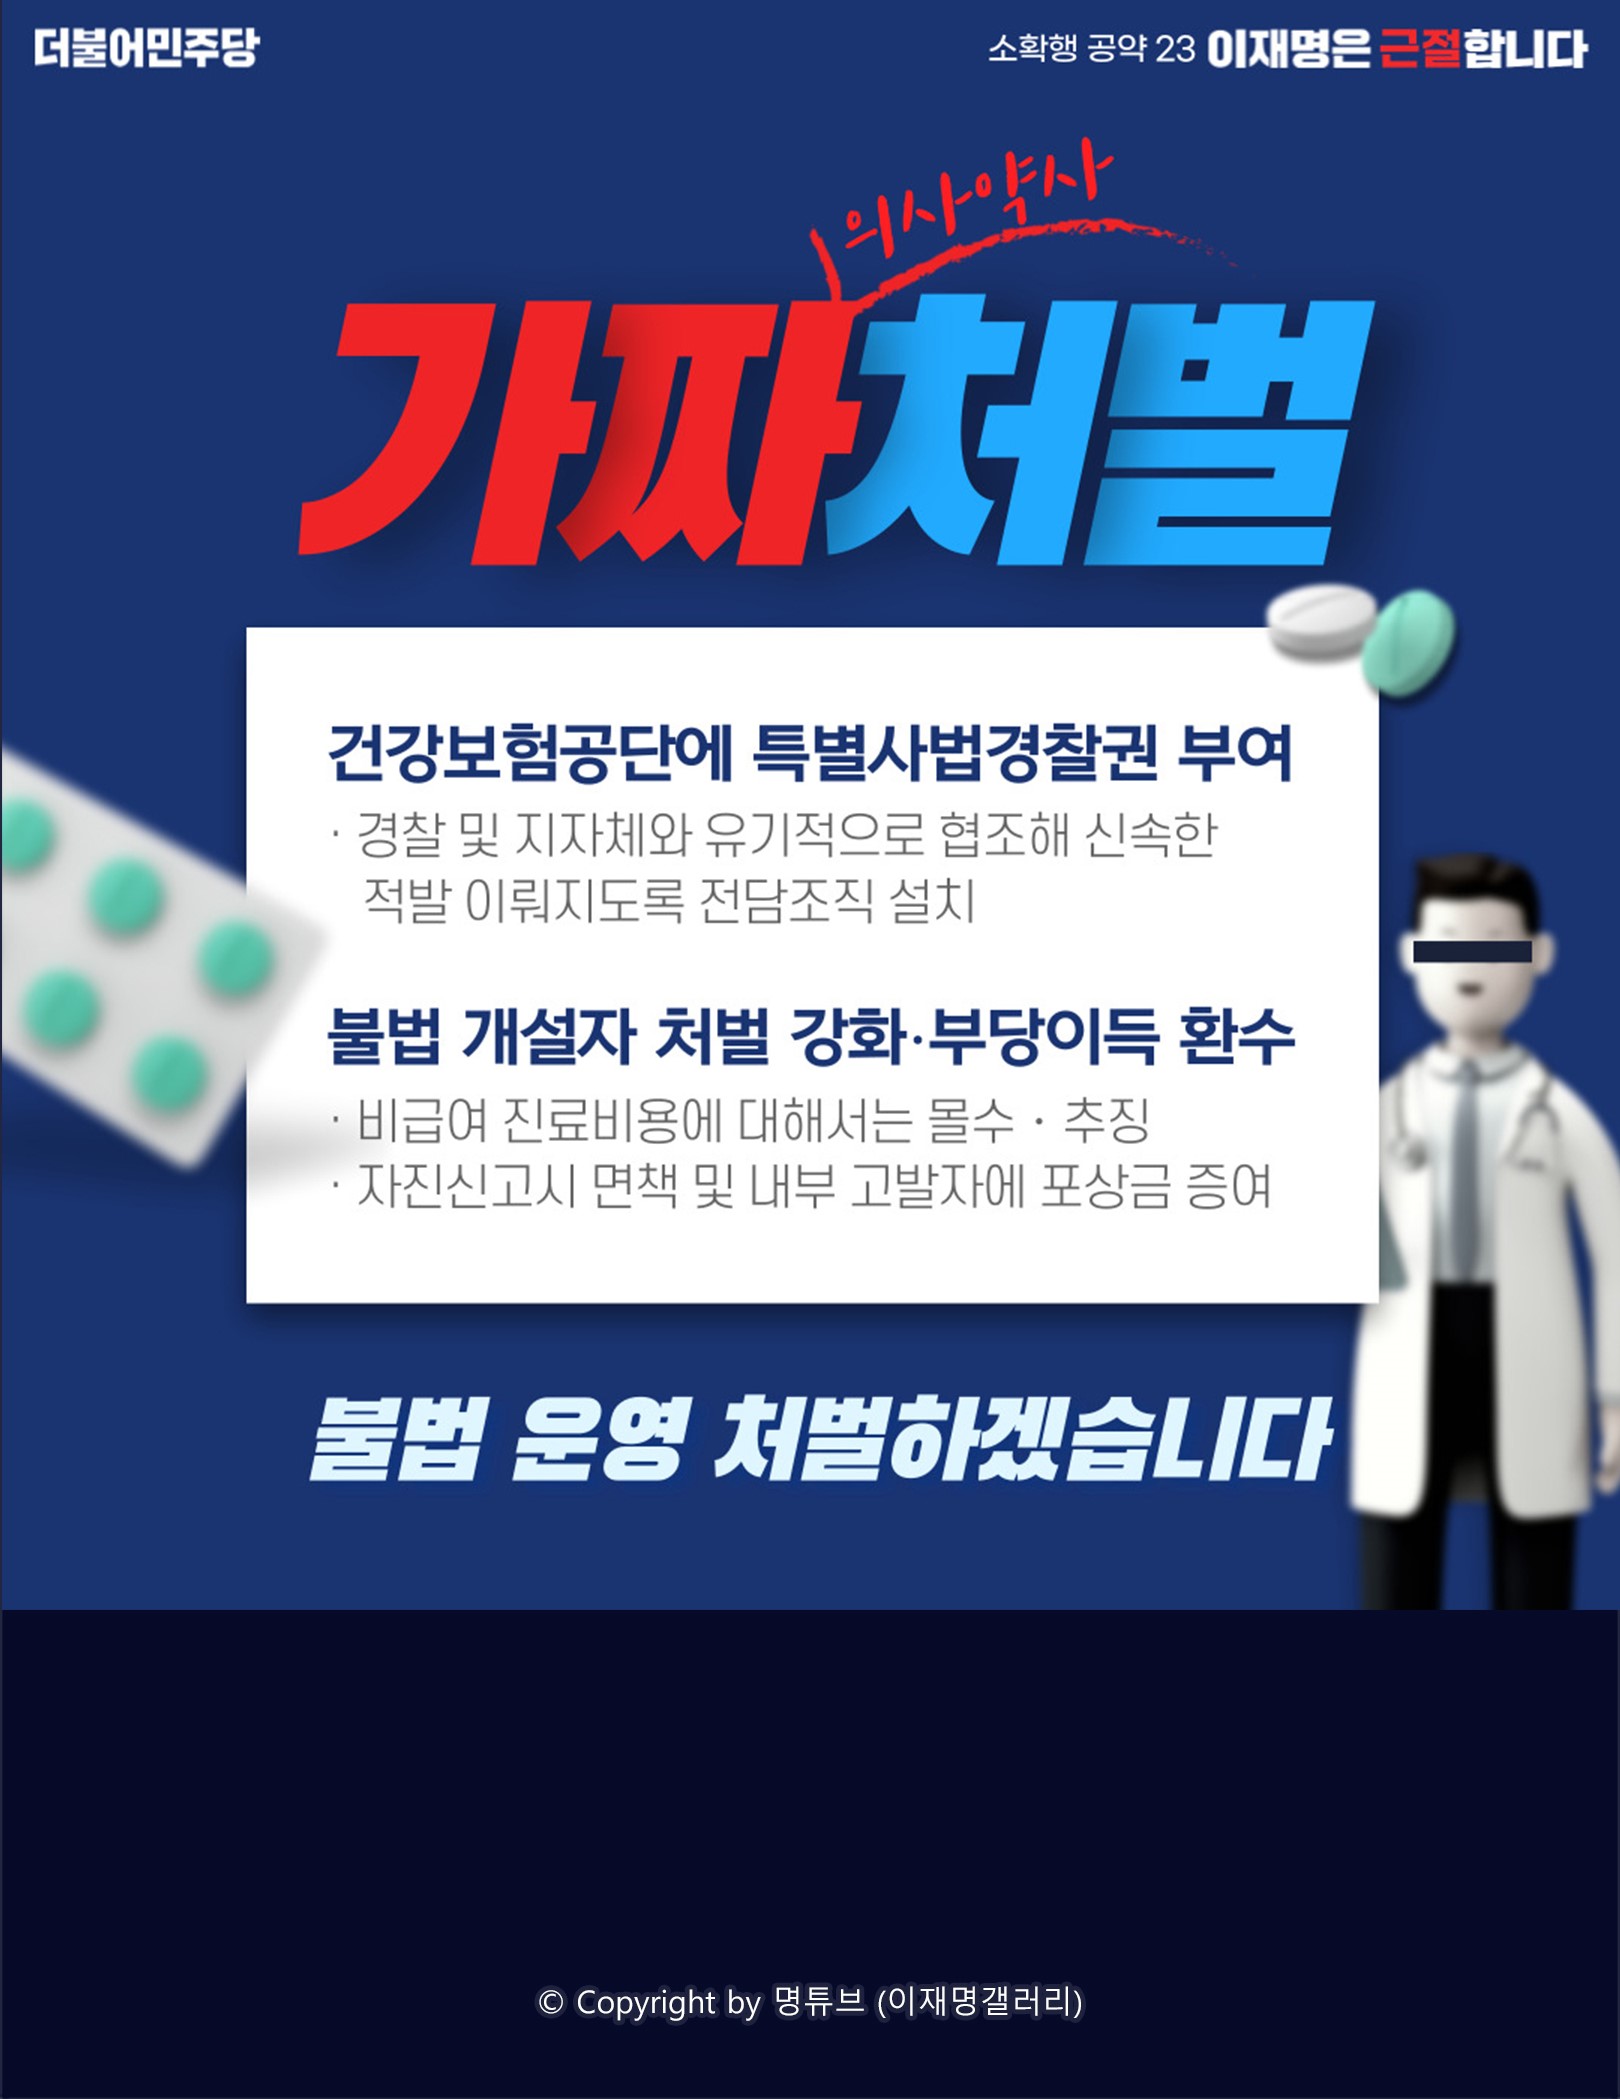 더불어민주당
소확행 공약 23 이재명은 근절합니다
의사약사
가짜처벌
건강보험공단에 특별사법경찰권 부여
· 경찰 및 지자체와 유기적으로 협조해 신속한
적발 이뤄지도록 전담조직 설치
불법 개설자 처벌 강화·부당이득 환수
· 비급여 진료비용에 대해서는 몰수 · 추징
· 자진신고시 면책 및 내부 고발자에 포상금 증여
불법 운영 처벌하겠습니다
© Copyright by 명튜브 (이재명갤러리)